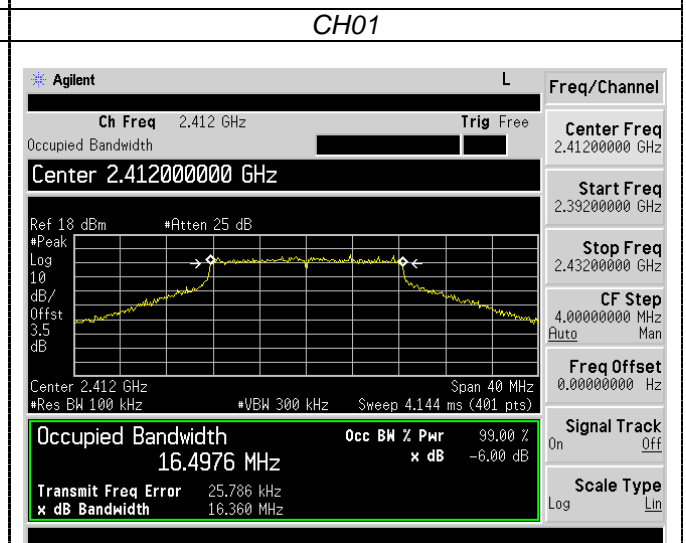 CH01
Agilent L
Ch Freq 2.412 GHz Trig Free
Occupied Bandwidth
Center 2.412000000 GHz
Ref 18 dBm #Atten 25 dB
#Peak
Log
10
dB/
Offst
3.5
dB
Center 2.412 GHz Span 40 MHz
#Res BW 100 kHz #VBW 300 kHz Sweep 4.144 ms (401 pts)
Occupied Bandwidth Occ BW % Pwr 99.00 %
16.4976 MHz x dB -6.00 dB
Transmit Freq Error 25.786 kHz
x dB Bandwidth 16.360 MHz
Freq/Channel
Center Freq
2.41200000 GHz
Start Freq
2.39200000 GHz
Stop Freq
2.43200000 GHz
CF Step
4.00000000 MHz
Auto Man
Freq Offset
0.00000000 Hz
Signal Track
On Off
Scale Type
Log Lin